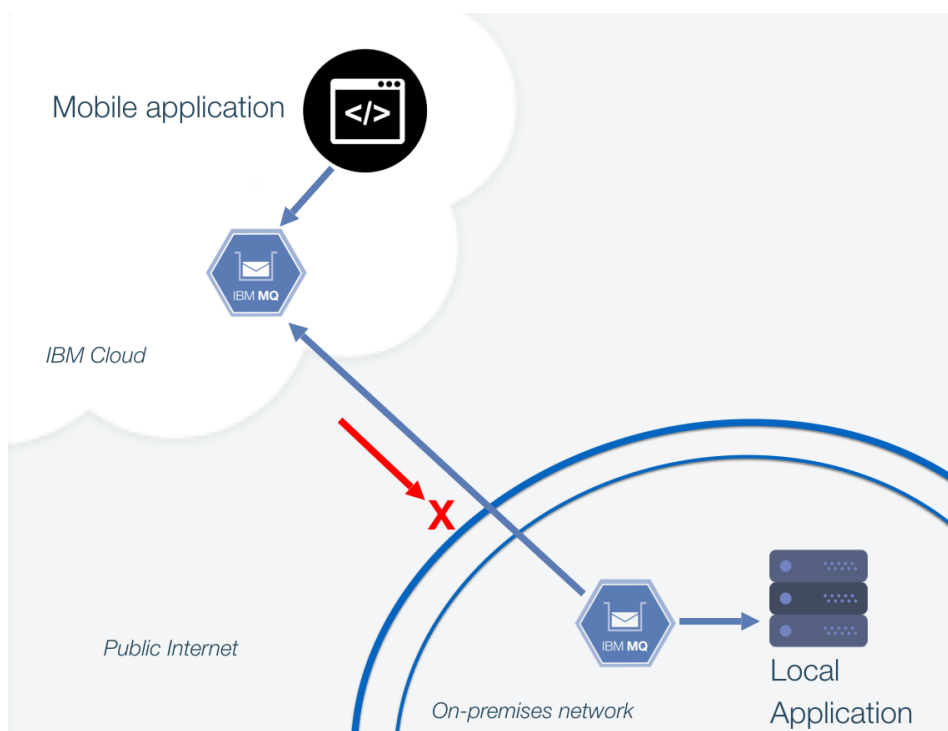 Mobile application
</>
IBM MQ
IBM Cloud
X
Public Internet
IBM MQ
On-premises network
Local
Application